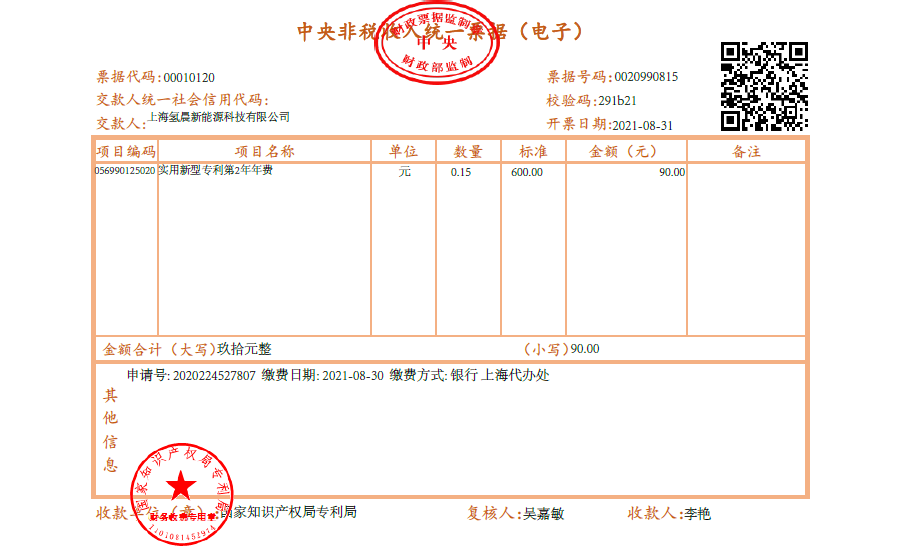 中央非税收入统一票据（电子）
财政票据监制章
中央
财政部监制
票据代码:00010120
票据号码:0020990815
交款人统一社会信用代码:
校验码:291b21
交款人:上海氢晨新能源科技有限公司
开票日期:2021-08-31
项目编码 项目名称 单位 数量 标准 金额（元） 备注
056990125020 实用新型专利第2年年费 元 0.15 600.00 90.00
金额合计（大写）玖拾元整 （小写）90.00
其他信息
申请号: 2020224527807 缴费日期: 2021-08-30 缴费方式: 银行 上海代办处
国家知识产权局专利局
财务收费专用章
收款单位（章）:国家知识产权局专利局 复核人:吴嘉敏 收款人:李艳